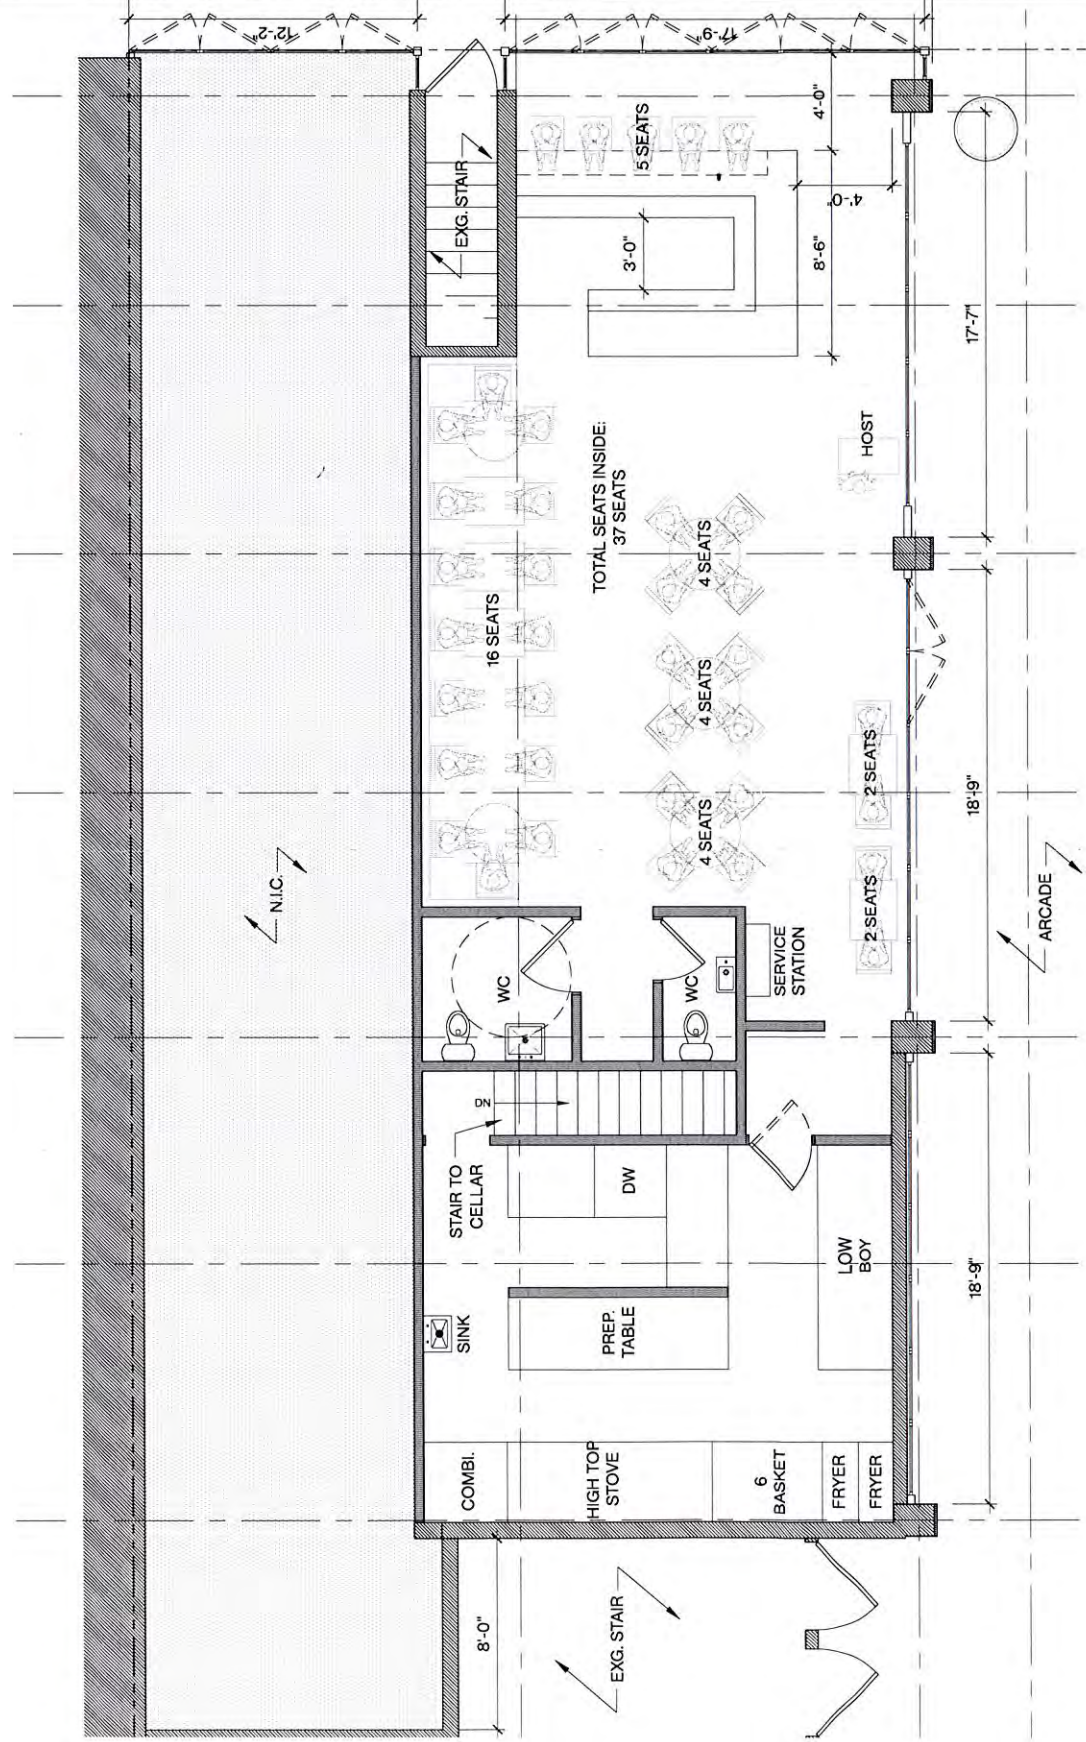 12'-2"
17'-9"
EXG. STAIR
5 SEATS
4'-0"
4'-0"
3'-0"
8'-6"
17'-7"
HOST
TOTAL SEATS INSIDE:
37 SEATS
16 SEATS
4 SEATS
4 SEATS
4 SEATS
2 SEATS
2 SEATS
18'-9"
N.I.C.
ARCADE
WC
WC
SERVICE
STATION
DN
STAIR TO
CELLAR
DW
LOW
BOY
18'-9"
SINK
PREP.
TABLE
COMBI.
HIGH TOP
STOVE
6
BASKET
FRYER
FRYER
8'-0"
EXG. STAIR